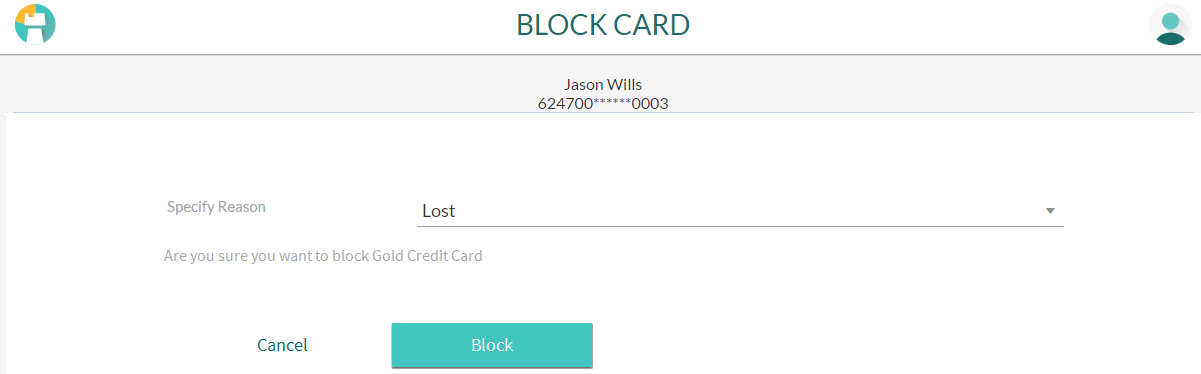 BLOCK CARD
Jason Wills
624700******0003
Specify Reason
Lost
Are you sure you want to block Gold Credit Card
Cancel
Block